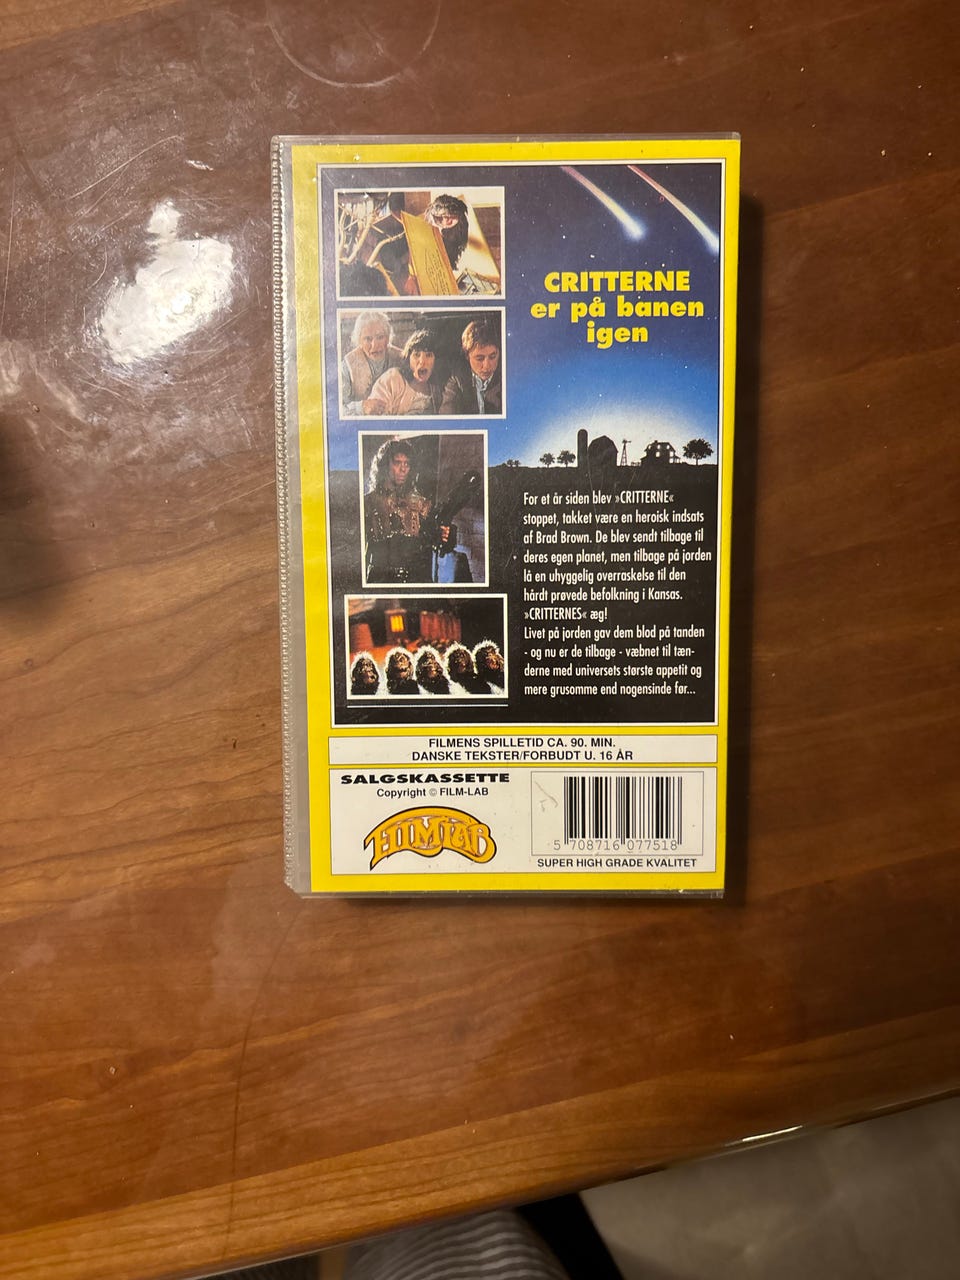 CRITTERNE
er på banen
igen
For et år siden blev »CRITTERNE«
stoppet, takket være en heroisk indsats
af Brad Brown. De blev sendt tilbage til
deres egen planet, men tilbage på jorden
lå en uhyggelig overraskelse til den
hårdt prøvede befolkning i Kansas.
»CRITTERNES« æg!
Livet på jorden gav dem blod på tanden
- og nu er de tilbage - væbnet til tæn-
derne med universets største appetit og
mere grusomme end nogensinde før...
FILMENS SPILLETID CA. 90. MIN.
DANSKE TEKSTER/FORBUDT U. 16 ÅR
SALGSKASSETTE
Copyright © FILM-LAB
FILMLAB
5 708716 077518
SUPER HIGH GRADE KVALITET